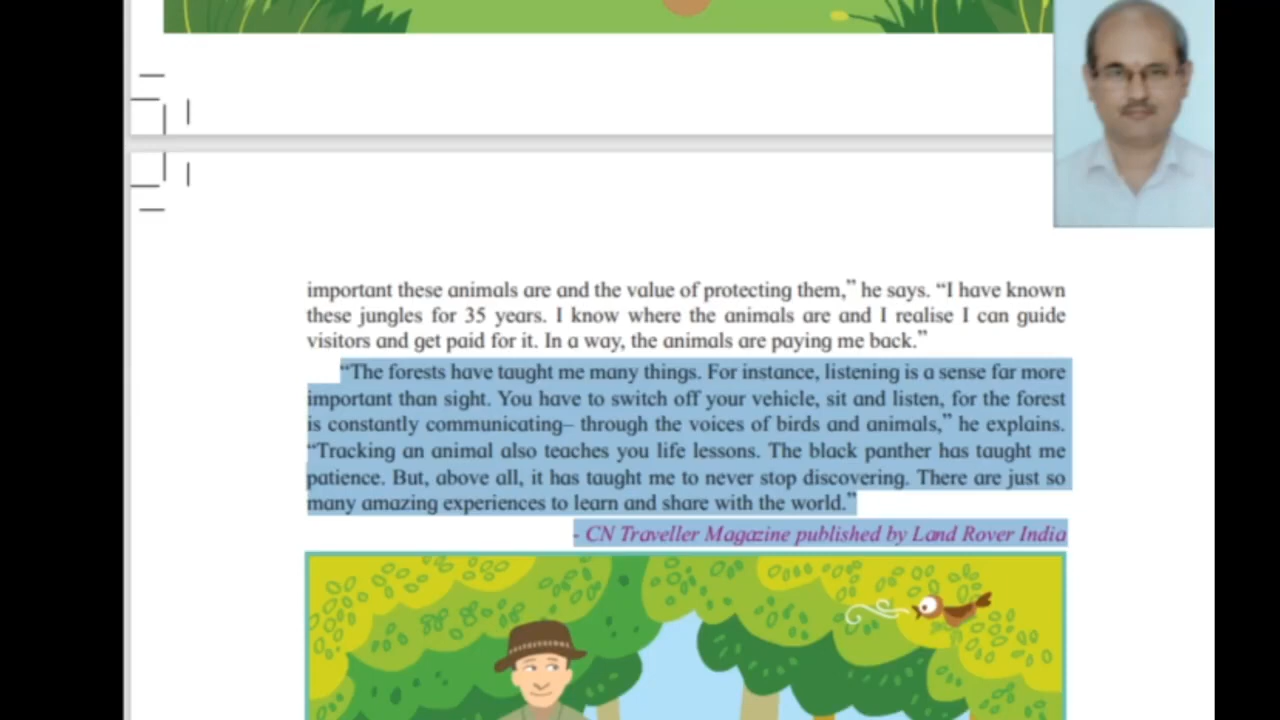 important these animals are and the value of protecting them,” he says. “I have known
these jungles for 35 years. I know where the animals are and I realise I can guide
visitors and get paid for it. In a way, the animals are paying me back.”
“The forests have taught me many things. For instance, listening is a sense far more
important than sight. You have to switch off your vehicle, sit and listen, for the forest
is constantly communicating– through the voices of birds and animals,” he explains.
“Tracking an animal also teaches you life lessons. The black panther has taught me
patience. But, above all, it has taught me to never stop discovering. There are just so
many amazing experiences to learn and share with the world.”
- CN Traveller Magazine published by Land Rover India